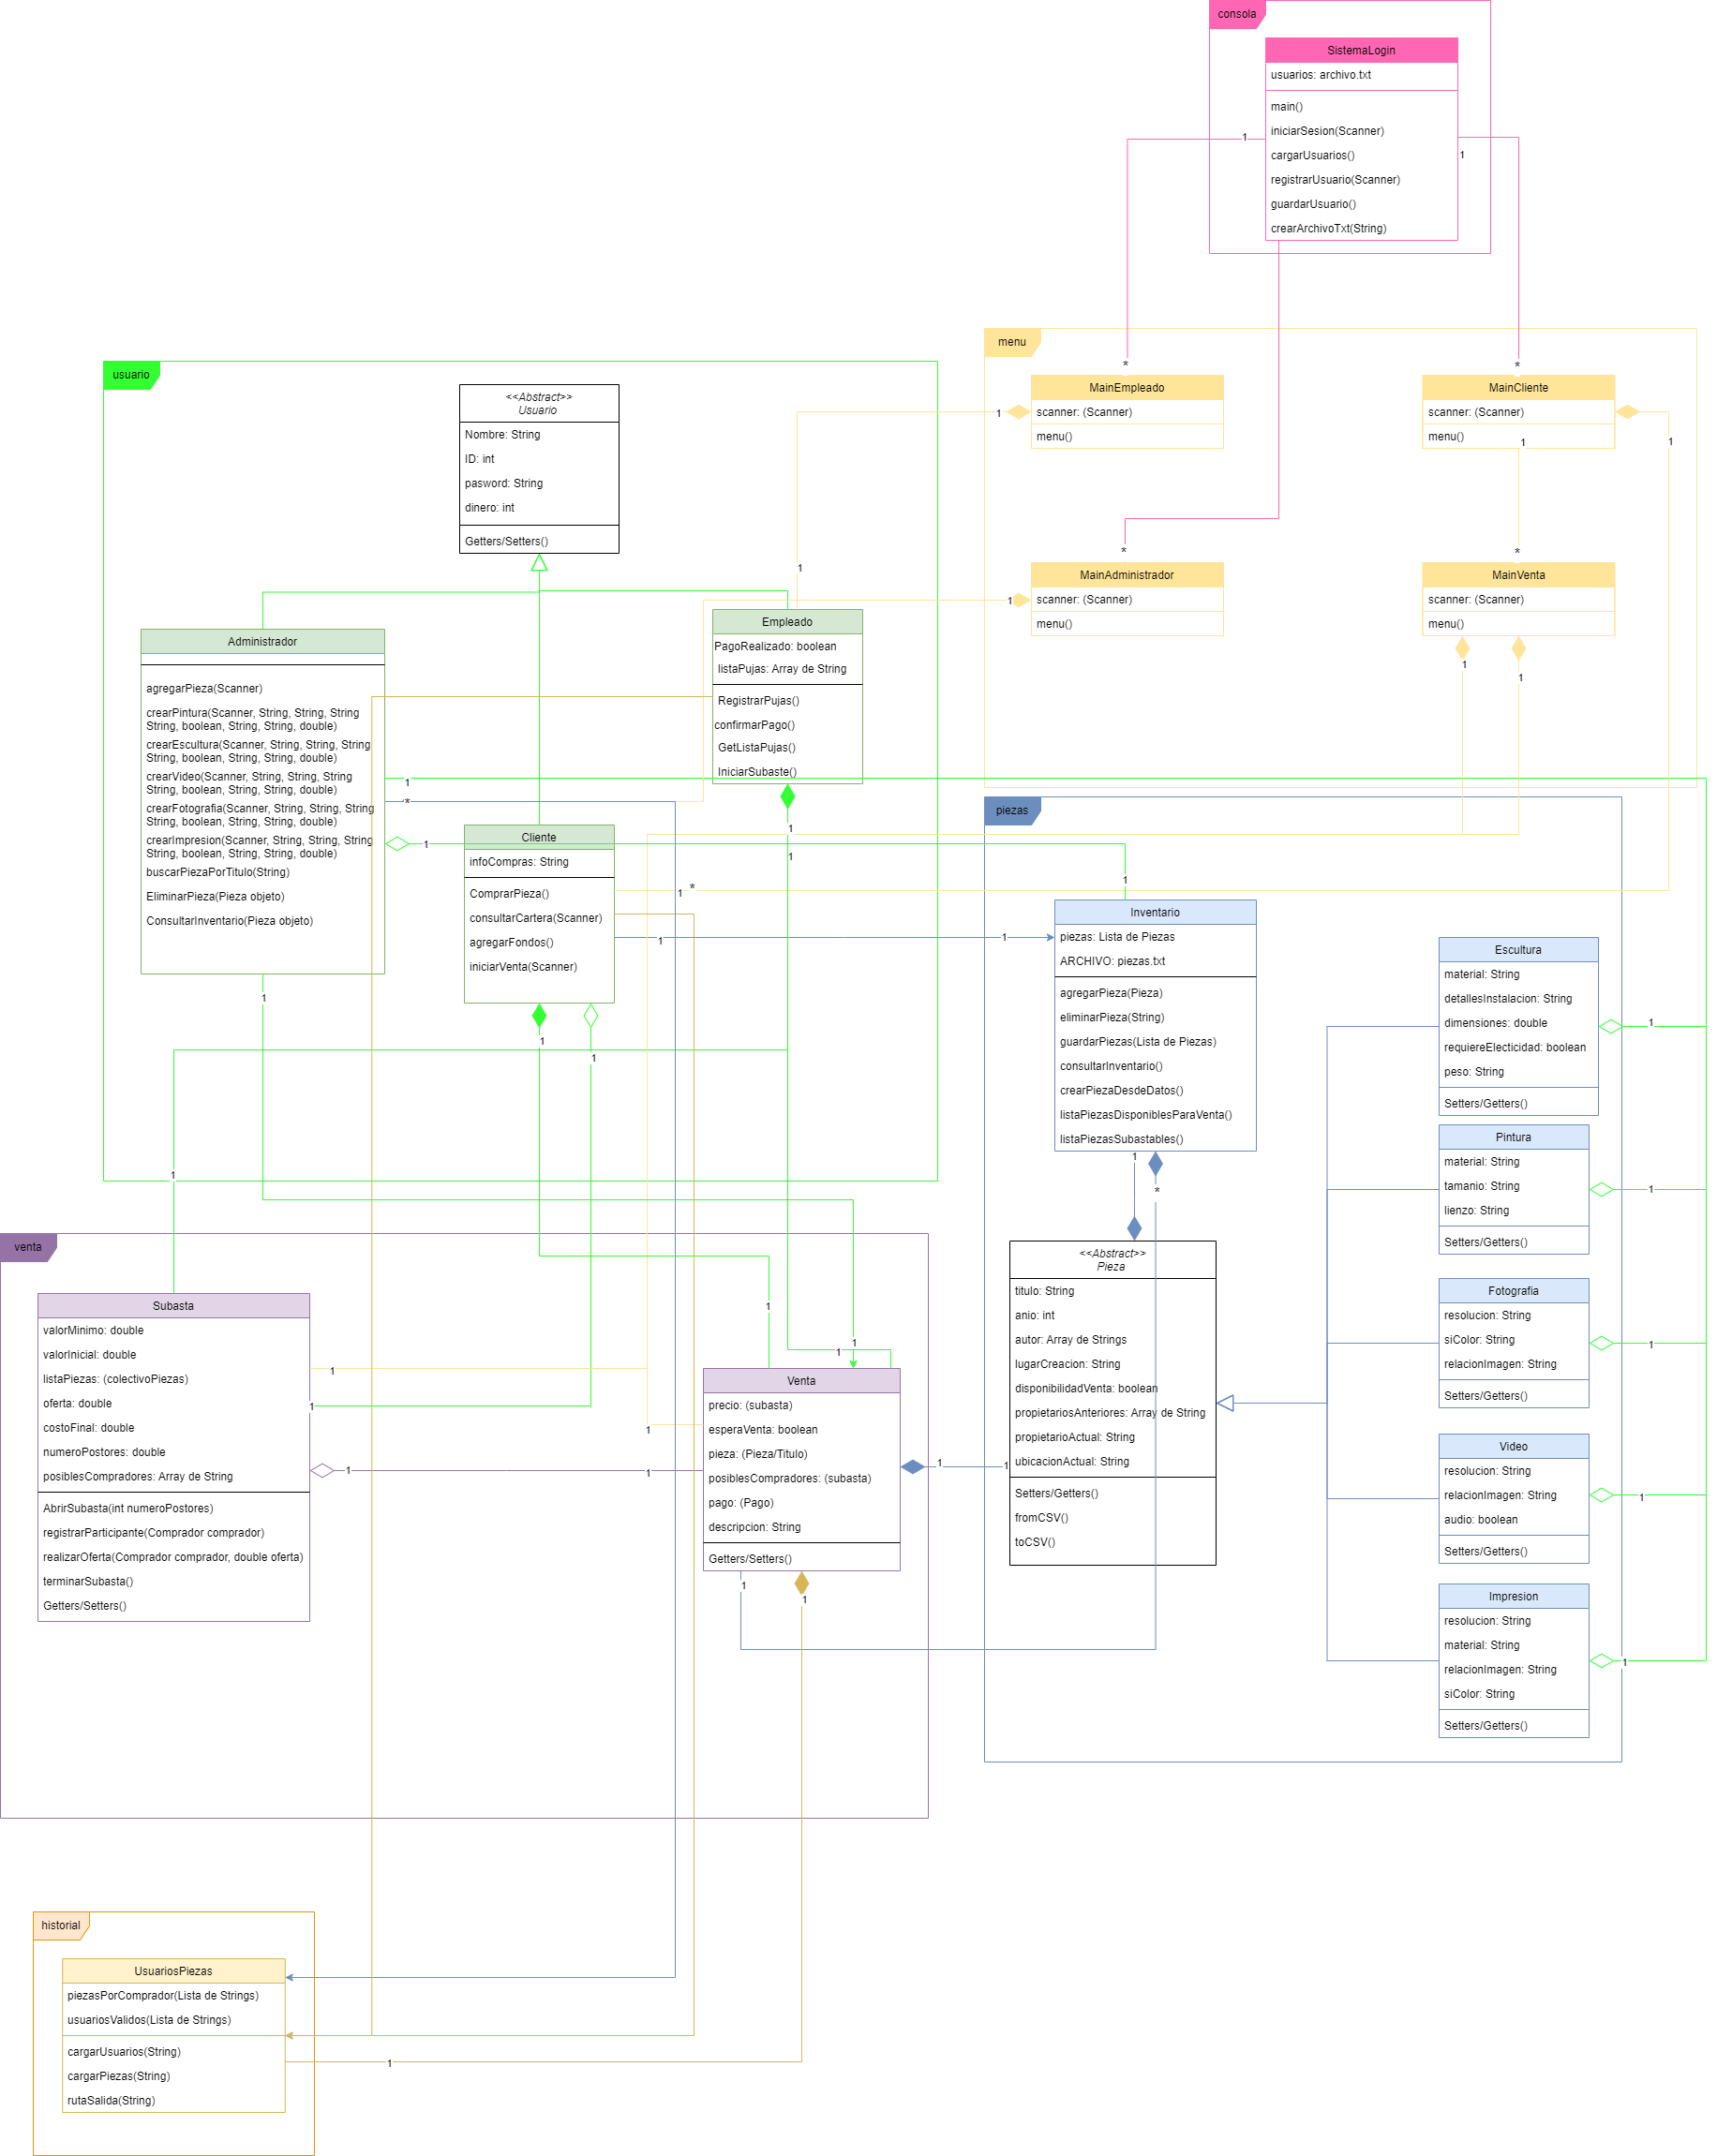 consola
SistemaLogin
usuarios: archivo.txt
main()
iniciarSesion(Scanner)
cargarUsuarios()
registrarUsuario(Scanner)
guardarUsuario()
crearArchivoTxt(String)
1
1
menu
*
*
MainEmpleado
scanner: (Scanner)
menu()
1
MainCliente
scanner: (Scanner)
menu()
1
1
*
*
MainAdministrador
scanner: (Scanner)
menu()
1
MainVenta
scanner: (Scanner)
menu()
1
1
usuario
<<Abstract>>
Usuario
Nombre: String
ID: int
pasword: String
dinero: int
Getters/Setters()
1
Administrador
agregarPieza(Scanner)
crearPintura(Scanner, String, String, String
String, boolean, String, String, double)
crearEscultura(Scanner, String, String, String
String, boolean, String, String, double)
crearVideo(Scanner, String, String, String
String, boolean, String, String, double)
crearFotografia(Scanner, String, String, String
String, boolean, String, String, double)
crearImpresion(Scanner, String, String, String
String, boolean, String, String, double)
buscarPiezaPorTitulo(String)
EliminarPieza(Pieza objeto)
ConsultarInventario(Pieza objeto)
1
*
1
1
Empleado
PagoRealizado: boolean
listaPujas: Array de String
RegistrarPujas()
confirmarPago()
GetListaPujas()
IniciarSubaste()
1
1
Cliente
infoCompras: String
ComprarPieza()
consultarCartera(Scanner)
agregarFondos()
iniciarVenta(Scanner)
1
*
1
1
1
1
piezas
1
Inventario
piezas: Lista de Piezas
ARCHIVO: piezas.txt
agregarPieza(Pieza)
eliminarPieza(String)
guardarPiezas(Lista de Piezas)
consultarInventario()
crearPiezaDesdeDatos()
listaPiezasDisponiblesParaVenta()
listaPiezasSubastables()
1
*
Escultura
material: String
detallesInstalacion: String
dimensiones: double
requiereElecticidad: boolean
peso: String
Setters/Getters()
1
Pintura
material: String
tamanio: String
lienzo: String
Setters/Getters()
1
<<Abstract>>
Pieza
titulo: String
anio: int
autor: Array de Strings
lugarCreacion: String
disponibilidadVenta: boolean
propietariosAnteriores: Array de String
propietarioActual: String
ubicacionActual: String
Setters/Getters()
fromCSV()
toCSV()
Fotografia
resolucion: String
siColor: String
relacionImagen: String
Setters/Getters()
1
Video
resolucion: String
relacionImagen: String
audio: boolean
Setters/Getters()
1
Impresion
resolucion: String
material: String
relacionImagen: String
siColor: String
Setters/Getters()
1
venta
1
Subasta
valorMinimo: double
valorInicial: double
listaPiezas: (colectivoPiezas)
oferta: double
costoFinal: double
numeroPostores: double
posiblesCompradores: Array de String
AbrirSubasta(int numeroPostores)
registrarParticipante(Comprador comprador)
realizarOferta(Comprador comprador, double oferta)
terminarSubasta()
Getters/Setters()
1
1
1
1
1
1
1
1
Venta
precio: (subasta)
esperaVenta: boolean
pieza: (Pieza/Titulo)
posiblesCompradores: (subasta)
pago: (Pago)
descripcion: String
Getters/Setters()
1
1
1
1
historial
UsuariosPiezas
piezasPorComprador(Lista de Strings)
usuariosValidos(Lista de Strings)
cargarUsuarios(String)
cargarPiezas(String)
rutaSalida(String)
1